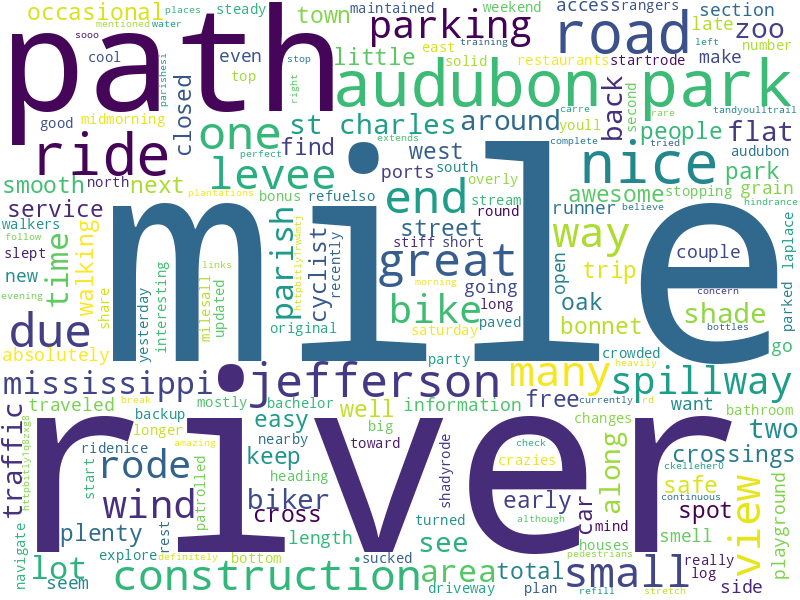 path
mile
river
audubon park
ride
road
parking
nice
occasional
town
steady
maintained
weekend
access
rangers
section
late
zoo
mentioned
water
places
sooo
cool
even
top
little
training
left
east
solid
restaurants
startrode
make
number
stop
right
parishesi
good
midmorning
closed
one
st charles
around
back
second
youll
carre
rare
tandyoulltrail
people
flat
extends
complete
tried
audubon
perfect
find
west
levee
end
ports
south
overly
refuelso
bonus
stream
round
awesome
stopping
grain
park
believe
hindrance
smooth
north
next
service
walkers
slept
new
follow
time
walking
plantations
parish
httpbitly1rw4mtj
cyclist
recently
street
stiff
short
great
going
long
way
runner
open
oak
trip
couple
laplace
parked
concern
bottles
shade
bonnet
go
evening
share
yesterday
interesting
links
milesall
updated
original
morning
saturday
bike
paved
due
absolutely
party
crowded
mississippi
jefferson
many
spillway
traveled
break
mostly
bachelor
information
well
free
currently
heavily
rd
want
bathroom
changes
two
traffic
httpbitly1q8zxgg
backup
longer
amazing
easy
big
nearby
toward
check
crazies
ckelleher0
crossings
start
ridenice
rode
keep
heading
shadyrode
wind
biker
cross
early
car
along
mind
continuous
safe
spot
view
playground
plenty
patrolled
rest
length
sucked
turned
see
although
houses
pedestrians
smell
navigate
explore
definitely
bottom
driveway
plan
refill
stretch
really
log
side
lot
seem
construction
area
total
small